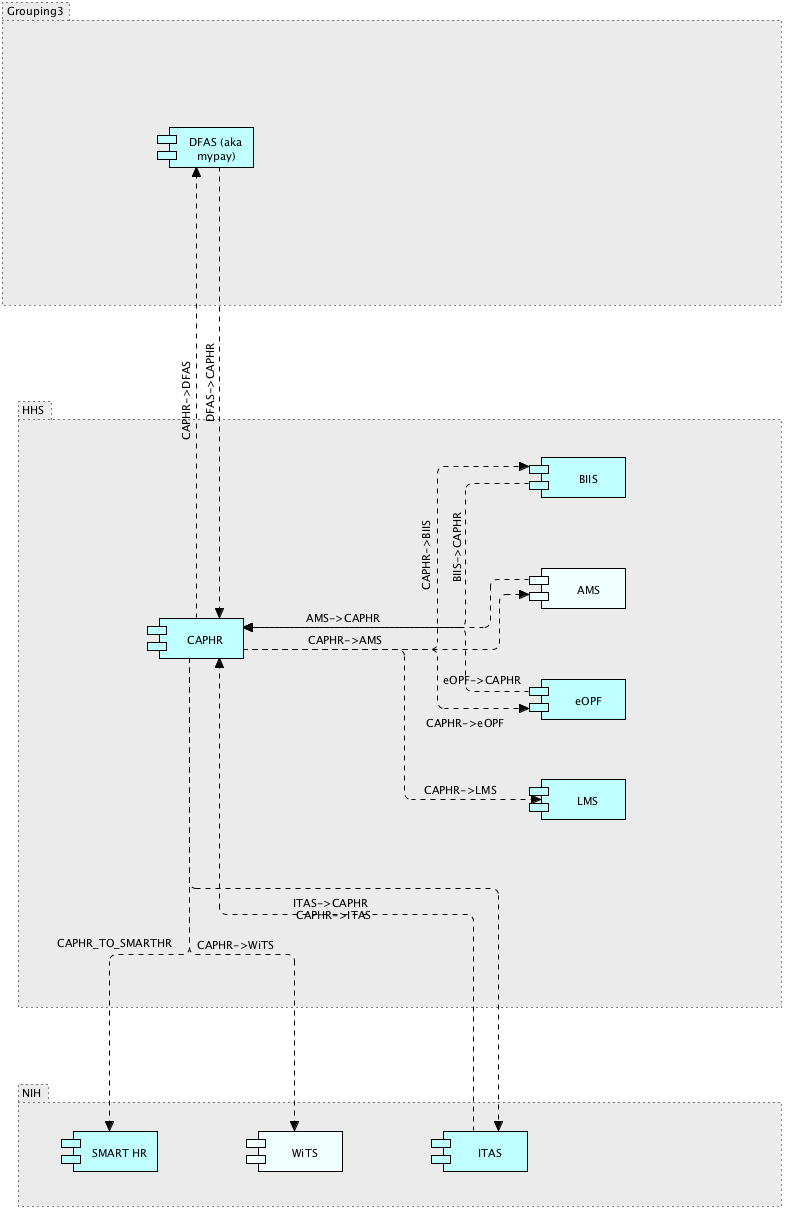 Grouping3
DFAS (aka
mypay)
CAPHR->DFAS
DFAS->CAPHR
HHS
BIIS
CAPHR->BIIS
BIIS->CAPHR
AMS
AMS->CAPHR
CAPHR
CAPHR->AMS
eOPF->CAPHR
eOPF
CAPHR->eOPF
CAPHR->LMS
LMS
ITAS->CAPHR
CAPHR->ITAS
CAPHR_TO_SMARTHR
CAPHR->WiTS
NIH
SMART HR
WiTS
ITAS